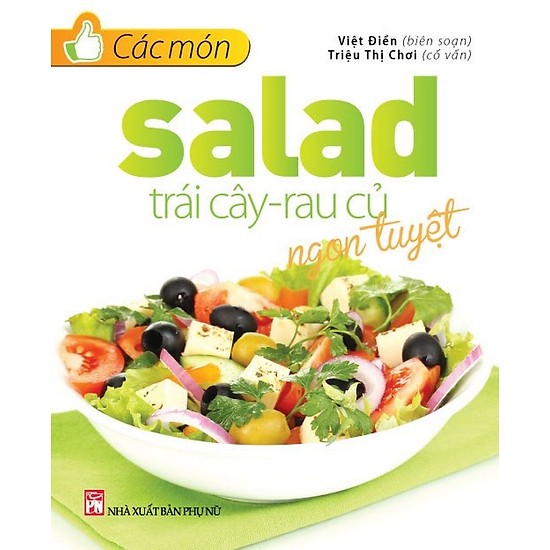 Các món
Việt Điền (biên soạn)
Triệu Thị Chơi (cố vấn)
salad
trái cây-rau củ
ngon tuyệt
PN
NHÀ XUẤT BẢN PHỤ NỮ